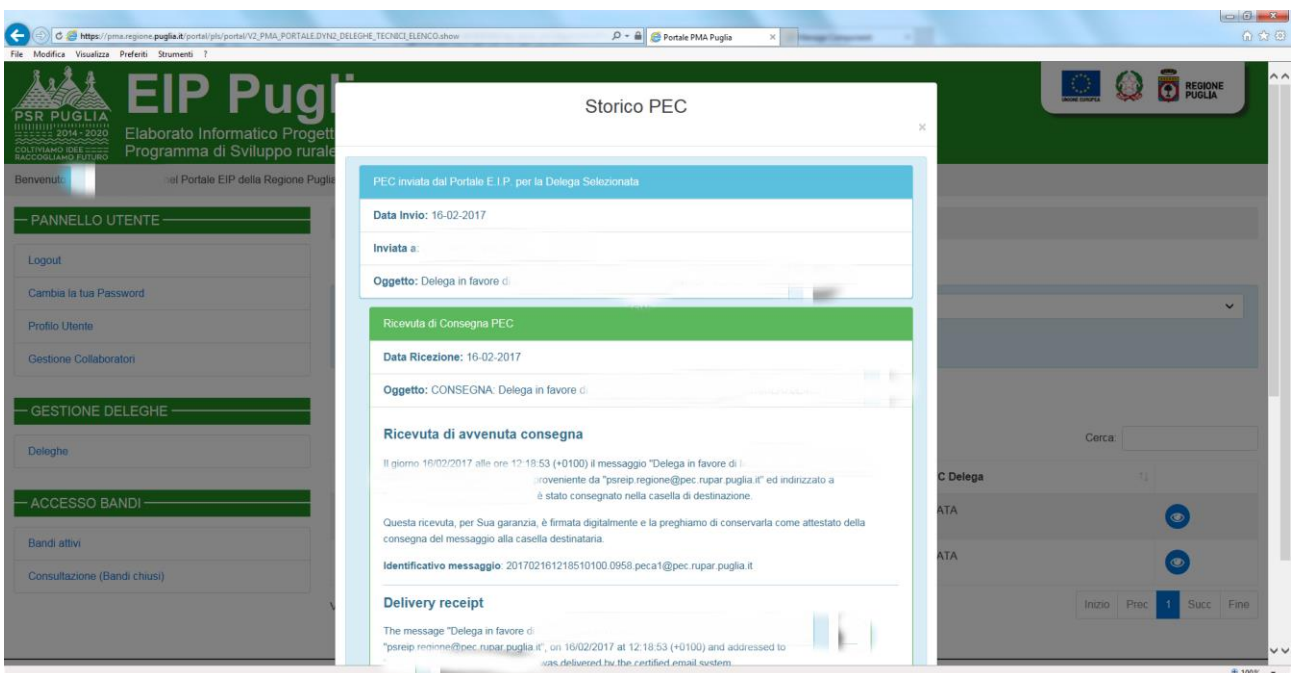 https://pma.regione.puglia.it/portal/pls/portal/V2_PMA_PORTALE.DYN2_DELEGHE_TECNICI_ELENCO.show
Portale PMA Puglia
File Modifica Visualizza Preferiti Strumenti ?
PSR PUGLIA
2014 - 2020
COLTIVIAMO IDEE
RACCOGLIAMO FUTURO
EIP Pugli
Elaborato Informatico Progett
Programma di Sviluppo rurale
UNIONE EUROPEA
REGIONE
PUGLIA
Benvenuto nel Portale EIP della Regione Puglia
PANNELLO UTENTE
Logout
Cambia la tua Password
Profilo Utente
Gestione Collaboratori
GESTIONE DELEGHE
Deleghe
ACCESSO BANDI
Bandi attivi
Consultazione (Bandi chiusi)
Storico PEC
×
PEC inviata dal Portale E.I.P. per la Delega Selezionata
Data Invio: 16-02-2017
Inviata a:
Oggetto: Delega in favore di
Ricevuta di Consegna PEC
Data Ricezione: 16-02-2017
Oggetto: CONSEGNA: Delega in favore d
Ricevuta di avvenuta consegna
Il giorno 16/02/2017 alle ore 12:18:53 (+0100) il messaggio "Delega in favore di
proveniente da "psreip.regione@pec.rupar.puglia.it" ed indirizzato a
è stato consegnato nella casella di destinazione.
Questa ricevuta, per Sua garanzia, è firmata digitalmente e la preghiamo di conservarla come attestato della
consegna del messaggio alla casella destinataria.
Identificativo messaggio: 201702161218510100.0958.peca1@pec.rupar.puglia.it
Delivery receipt
The message "Delega in favore d
"psreip.regione@pec.rupar.puglia.it", on 16/02/2017 at 12:18:53 (+0100) and addressed to
was delivered by the certified email system
Cerca:
C Delega
ATA
ATA
Inizio Prec 1 Succ Fine
100%